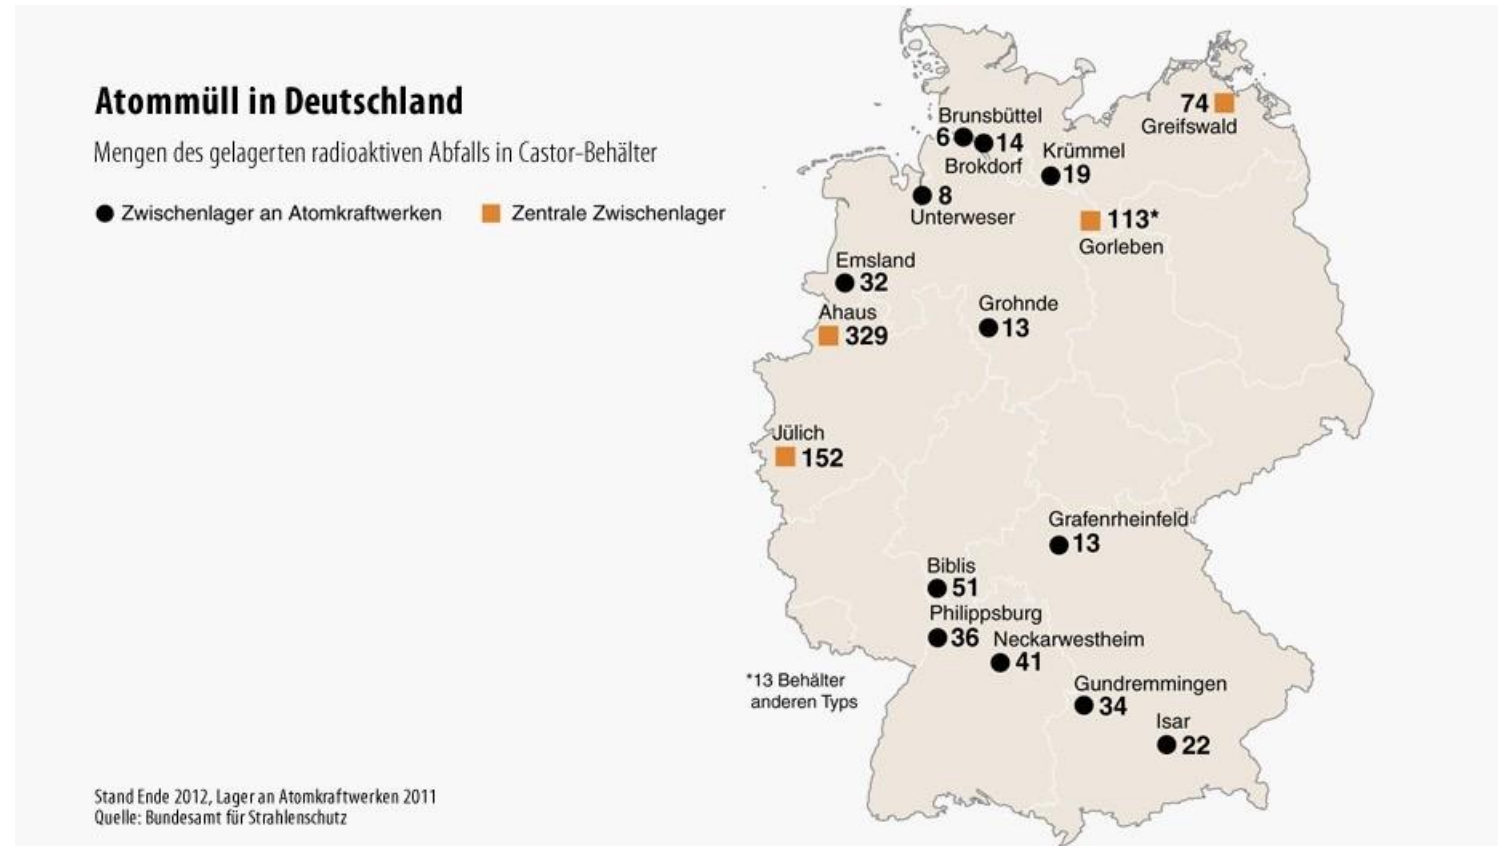 Atommüll in Deutschland
Mengen des gelagerten radioaktiven Abfalls in Castor-Behälter
Zwischenlager an Atomkraftwerken
Zentrale Zwischenlager
74
Greifswald
Brunsbüttel
6
14
Brokdorf
Krümmel
19
8
Unterweser
113*
Gorleben
Emsland
32
Grohnde
13
Ahaus
329
Jülich
152
Grafenrheinfeld
13
Biblis
51
Philippsburg
36
Neckarwestheim
41
*13 Behälter
anderen Typs
Gundremmingen
34
Isar
22
Stand Ende 2012, Lager an Atomkraftwerken 2011
Quelle: Bundesamt für Strahlenschutz